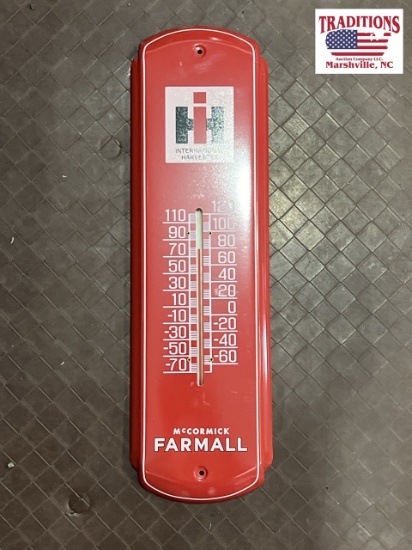 TRADITIONS
Auction Company LLC.
Marshville, NC
IH
INTERNATIONAL
HARVESTER
120
110 100
90 80
70 60
50 40
30 20
10 0
-10 -20
-30 -40
-50 -60
-70
McCORMICK
FARMALL